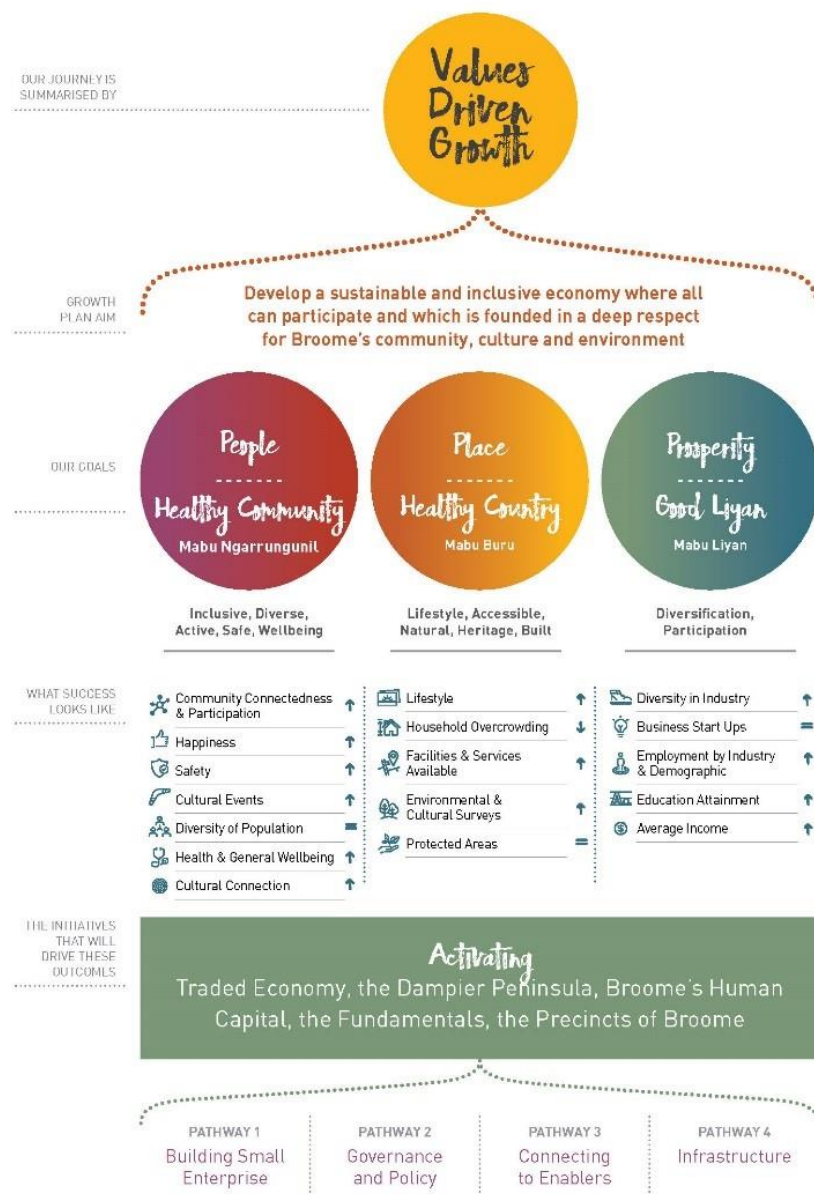 OUR JOURNEY IS
SUMMARISED BY
Values
Driven
Growth
GROWTH
PLAN AIM
Develop a sustainable and inclusive economy where all
can participate and which is founded in a deep respect
for Broome's community, culture and environment
OUR GOALS
People
Healthy Community
Mabu Ngarrungunil
Place
Healthy Country
Mabu Buru
Prosperity
Good Liyan
Mabu Liyan
Inclusive, Diverse,
Active, Safe, Wellbeing
Lifestyle, Accessible,
Natural, Heritage, Built
Diversification,
Participation
WHAT SUCCESS
LOOKS LIKE
Community Connectedness
& Participation
Happiness
Safety
Cultural Events
Diversity of Population
Health & General Wellbeing
Cultural Connection
Lifestyle
Household Overcrowding
Facilities & Services
Available
Environmental &
Cultural Surveys
Protected Areas
Diversity in Industry
Business Start Ups
Employment by Industry
& Demographic
Education Attainment
Average Income
THE INITIATIVES
THAT WILL
DRIVE THESE
OUTCOMES
Activating
Traded Economy, the Dampier Peninsula, Broome's Human
Capital, the Fundamentals, the Precincts of Broome
PATHWAY 1
Building Small
Enterprise
PATHWAY 2
Governance
and Policy
PATHWAY 3
Connecting
to Enablers
PATHWAY 4
Infrastructure